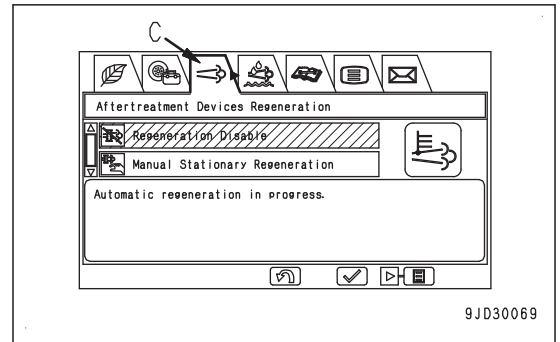 C
Aftertreatment Devices Regeneration
Regeneration Disable
Manual Stationary Regeneration
Automatic regeneration in progress.
9JD30069